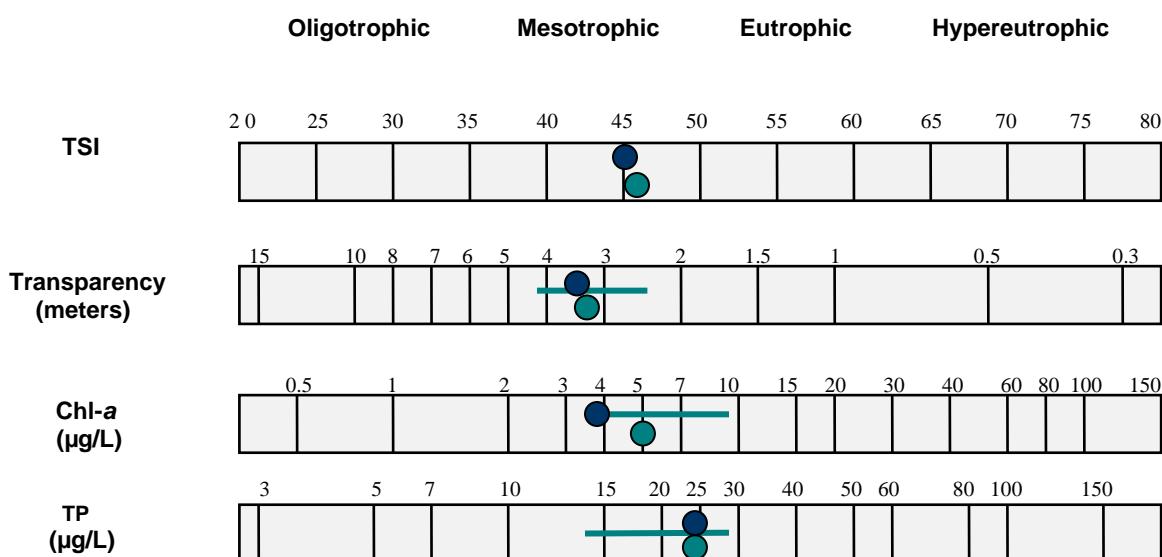 Oligotrophic Mesotrophic Eutrophic Hypereutrophic
2 0 25 30 35 40 45 50 55 60 65 70 75 80
TSI
15 10 8 7 6 5 4 3 2 1.5 1 0.5 0.3
Transparency
(meters)
0.5 1 2 3 4 5 7 10 15 20 30 40 60 80 100 150
Chl-a
(µg/L)
3 5 7 10 15 20 25 30 40 50 60 80 100 150
TP
(µg/L)